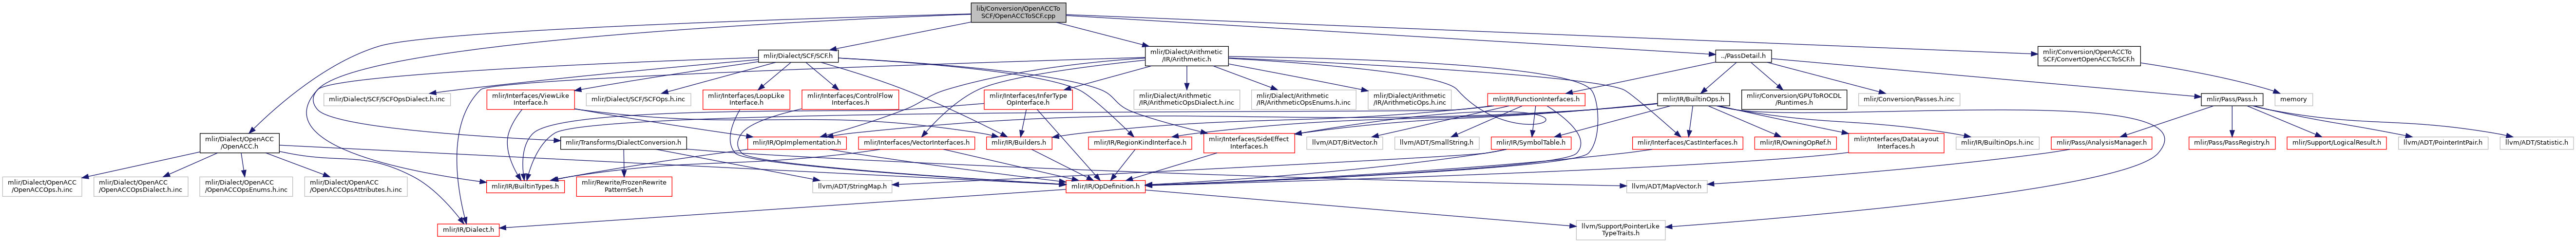 lib/Conversion/OpenACCTo
SCF/OpenACCToSCF.cpp
mlir/Dialect/SCF/SCF.h
mlir/Dialect/Arithmetic
/IR/Arithmetic.h
../PassDetail.h
mlir/Conversion/OpenACCTo
SCF/ConvertOpenACCToSCF.h
mlir/Dialect/SCF/SCFOpsDialect.h.inc
mlir/Interfaces/ViewLike
Interface.h
mlir/Dialect/SCF/SCFOps.h.inc
mlir/Interfaces/LoopLike
Interface.h
mlir/Interfaces/ControlFlow
Interfaces.h
mlir/Interfaces/InferType
OpInterface.h
mlir/Dialect/Arithmetic
/IR/ArithmeticOpsDialect.h.inc
mlir/Dialect/Arithmetic
/IR/ArithmeticOpsEnums.h.inc
mlir/Dialect/Arithmetic
/IR/ArithmeticOps.h.inc
mlir/IR/FunctionInterfaces.h
mlir/IR/BuiltinOps.h
mlir/Conversion/GPUToROCDL
/Runtimes.h
mlir/Conversion/Passes.h.inc
mlir/Pass/Pass.h
memory
mlir/Dialect/OpenACC
/OpenACC.h
mlir/Transforms/DialectConversion.h
mlir/IR/OpImplementation.h
mlir/Interfaces/VectorInterfaces.h
mlir/IR/Builders.h
mlir/IR/RegionKindInterface.h
mlir/Interfaces/SideEffect
Interfaces.h
llvm/ADT/BitVector.h
llvm/ADT/SmallString.h
mlir/IR/SymbolTable.h
mlir/Interfaces/CastInterfaces.h
mlir/IR/OwningOpRef.h
mlir/Interfaces/DataLayout
Interfaces.h
mlir/IR/BuiltinOps.h.inc
mlir/Pass/AnalysisManager.h
mlir/Pass/PassRegistry.h
mlir/Support/LogicalResult.h
llvm/ADT/PointerIntPair.h
llvm/ADT/Statistic.h
mlir/Dialect/OpenACC
/OpenACCOps.h.inc
mlir/Dialect/OpenACC
/OpenACCOpsDialect.h.inc
mlir/Dialect/OpenACC
/OpenACCOpsEnums.h.inc
mlir/Dialect/OpenACC
/OpenACCOpsAttributes.h.inc
mlir/IR/BuiltinTypes.h
mlir/Rewrite/FrozenRewrite
PatternSet.h
llvm/ADT/StringMap.h
mlir/IR/OpDefinition.h
llvm/ADT/MapVector.h
mlir/IR/Dialect.h
llvm/Support/PointerLike
TypeTraits.h